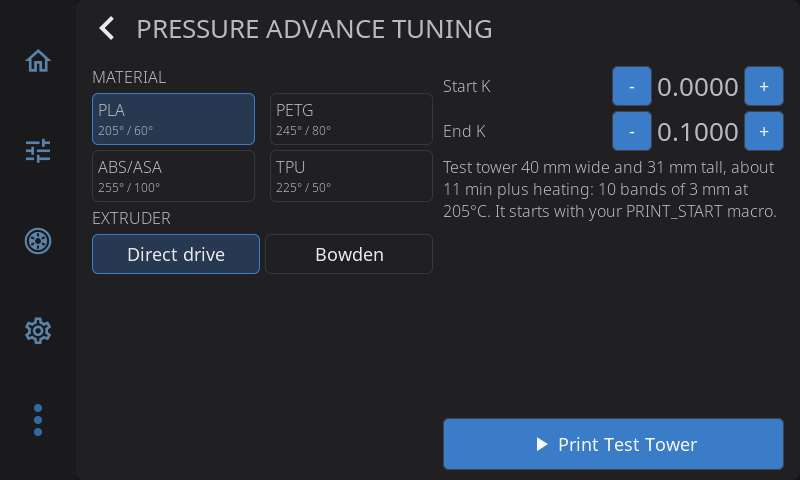 PRESSURE ADVANCE TUNING
MATERIAL
PLA
205° / 60°
PETG
245° / 80°
ABS/ASA
255° / 100°
TPU
225° / 50°
EXTRUDER
Direct drive
Bowden
Start K
- 0.0000 +
End K
- 0.1000 +
Test tower 40 mm wide and 31 mm tall, about
11 min plus heating: 10 bands of 3 mm at
205°C. It starts with your PRINT_START macro.
Print Test Tower